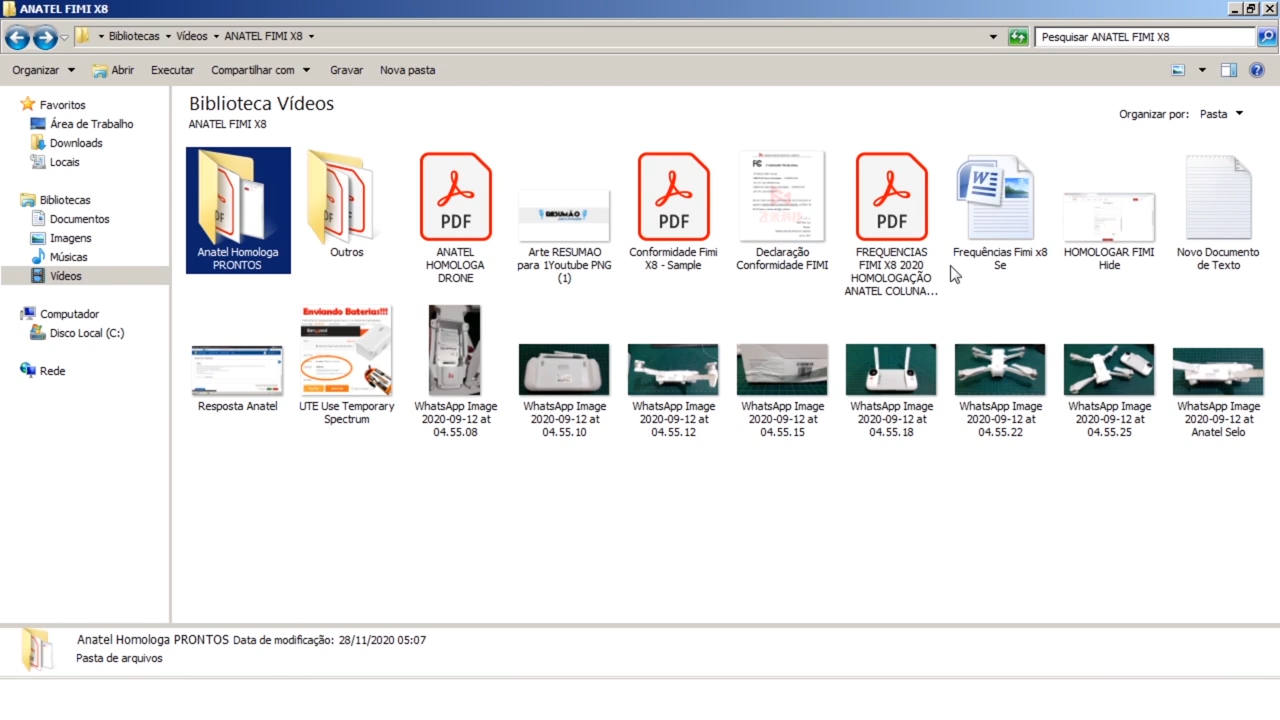 ANATEL FIMI X8
Bibliotecas Vídeos ANATEL FIMI X8
Pesquisar ANATEL FIMI X8
Organizar Abrir Executar Compartilhar com Gravar Nova pasta
Favoritos
Área de Trabalho
Downloads
Locais
Bibliotecas
Documentos
Imagens
Músicas
Vídeos
Computador
Disco Local (C:)
Rede
Biblioteca Vídeos
ANATEL FIMI X8
Organizar por: Pasta
Anatel Homologa
PRONTOS
Outros
PDF
ANATEL
HOMOLOGA
DRONE
RESUMÃO
Arte RESUMAO
para 1Youtube PNG
(1)
PDF
Conformidade Fimi
X8 - Sample
Declaração
Conformidade FIMI
PDF
FREQUENCIAS
FIMI X8 2020
HOMOLOGAÇÃO
ANATEL COLUNA...
W
Frequências Fimi x8
Se
HOMOLOGAR FIMI
Hide
Novo Documento
de Texto
Resposta Anatel
Enviando Baterias!!!
UTE Use Temporary
Spectrum
WhatsApp Image
2020-09-12 at
04.55.08
WhatsApp Image
2020-09-12 at
04.55.10
WhatsApp Image
2020-09-12 at
04.55.12
WhatsApp Image
2020-09-12 at
04.55.15
WhatsApp Image
2020-09-12 at
04.55.18
WhatsApp Image
2020-09-12 at
04.55.22
WhatsApp Image
2020-09-12 at
04.55.25
WhatsApp Image
2020-09-12 at
Anatel Selo
Anatel Homologa PRONTOS Data de modificação: 28/11/2020 05:07
Pasta de arquivos